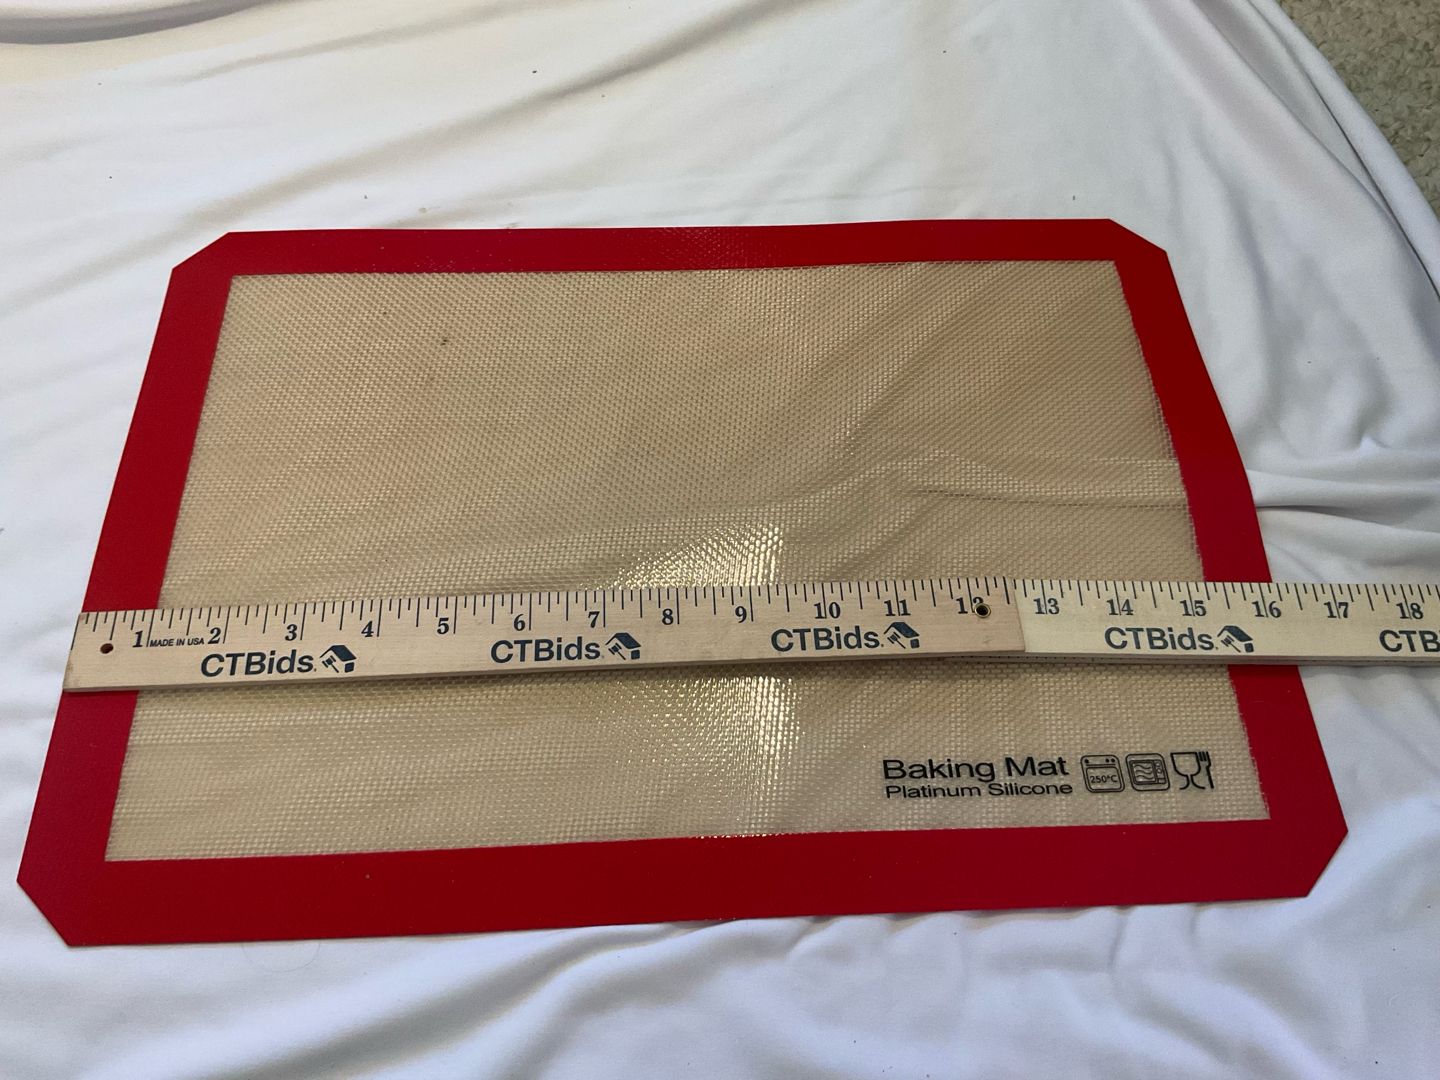 1 2 3 4 5 6 7 8 9 10 11 12 13 14 15 16 17 18
MADE IN USA
CTBids. CTBids. CTBids. CTBids. CTB
Baking Mat
Platinum Silicone
250°C